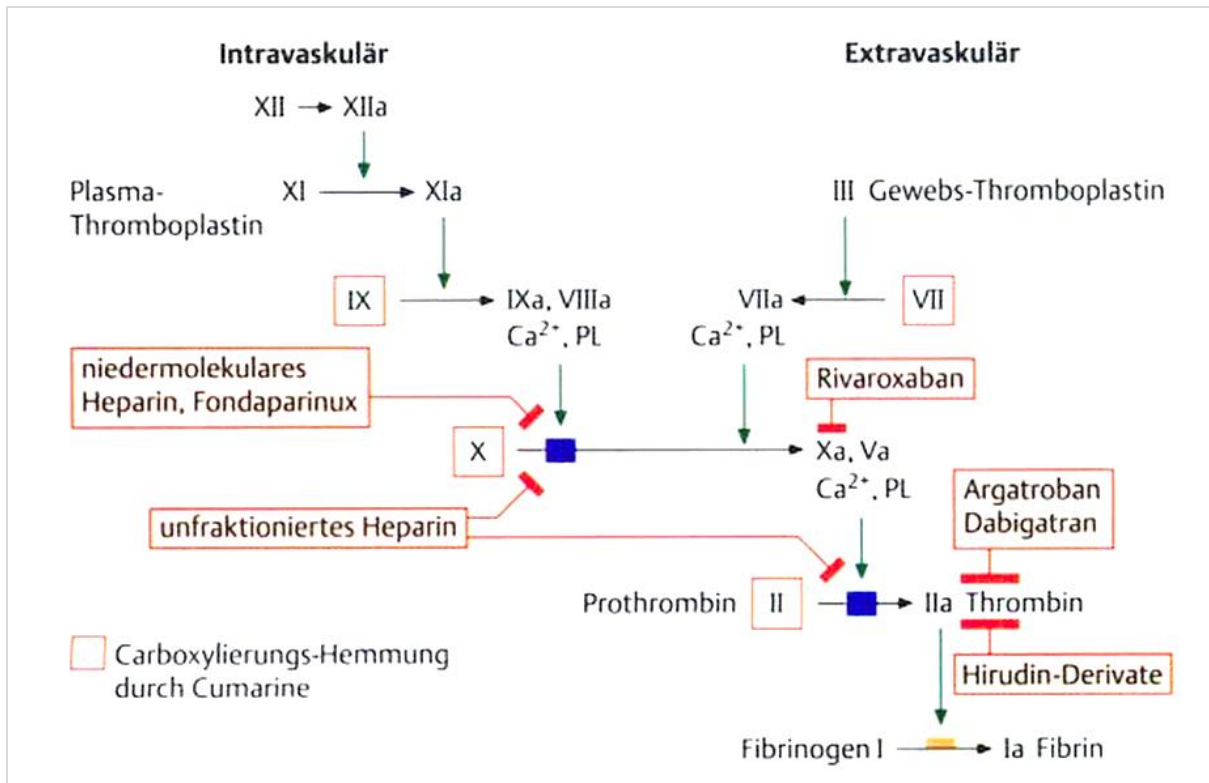 Intravaskulär
Extravaskulär
XII XIIa
Plasma-
Thromboplastin
XI XIa
III Gewebs-Thromboplastin
IX
IXa, VIIIa
Ca²⁺, PL
VIIa
Ca²⁺, PL
VII
niedermolekulares
Heparin, Fondaparinux
Rivaroxaban
X
Xa, Va
Ca²⁺, PL
unfraktioniertes Heparin
Argatroban
Dabigatran
Prothrombin II IIa Thrombin
Carboxylierungs-Hemmung
durch Cumarine
Hirudin-Derivate
Fibrinogen I Ia Fibrin